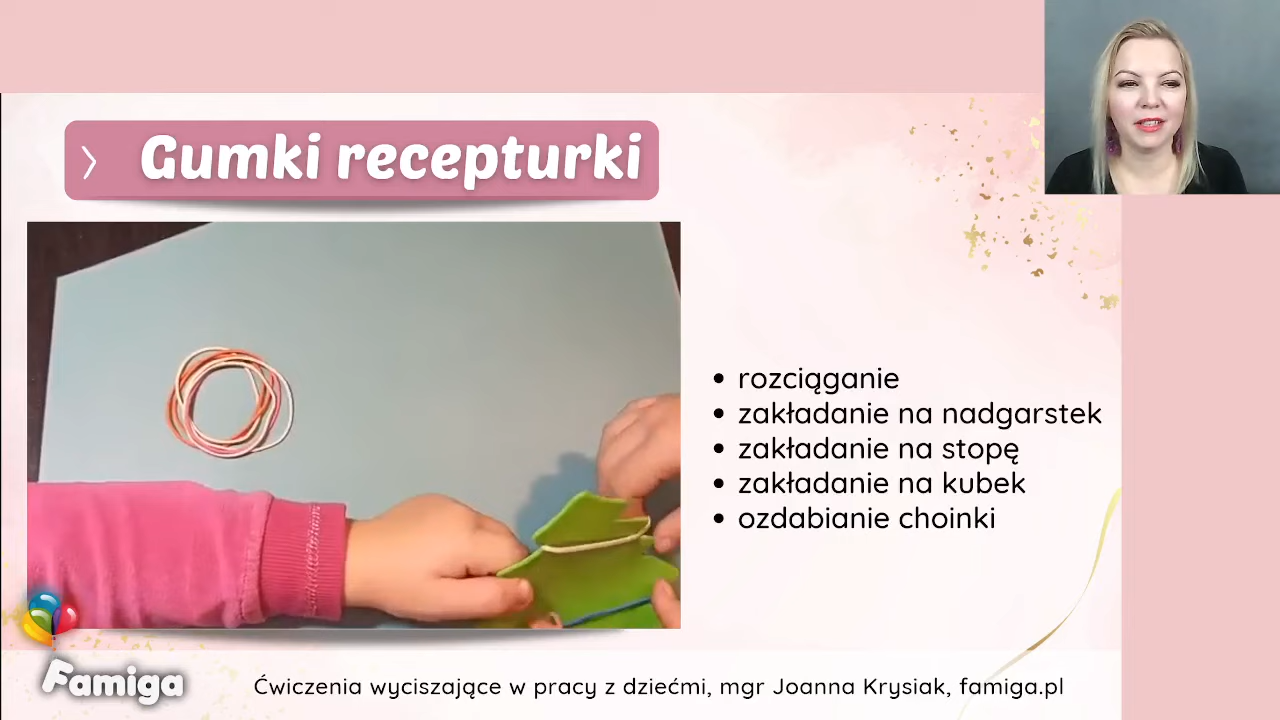 Gumki recepturki
• rozciąganie
• zakładanie na nadgarstek
• zakładanie na stopę
• zakładanie na kubek
• ozdabianie choinki
Famiga
Ćwiczenia wyciszające w pracy z dziećmi, mgr Joanna Krysiak, famiga.pl